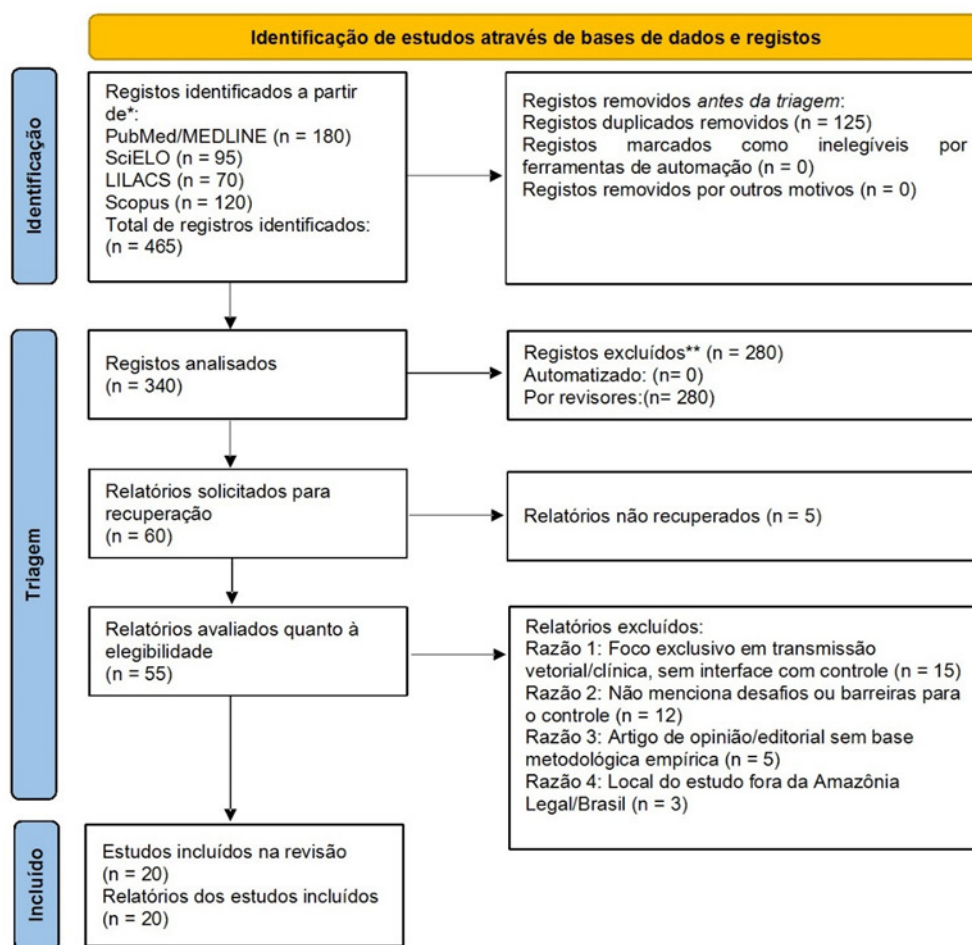 Identificação de estudos através de bases de dados e registos
Identificação
Registos identificados a partir
de*:
PubMed/MEDLINE (n = 180)
SciELO (n = 95)
LILACS (n = 70)
Scopus (n = 120)
Total de registros identificados:
(n = 465)
Registos removidos antes da triagem:
Registos duplicados removidos (n = 125)
Registos marcados como inelegíveis por
ferramentas de automação (n = 0)
Registos removidos por outros motivos (n = 0)
Triagem
Registos analisados
(n = 340)
Registos excluídos** (n = 280)
Automatizado: (n= 0)
Por revisores:(n= 280)
Relatórios solicitados para
recuperação
(n = 60)
Relatórios não recuperados (n = 5)
Relatórios avaliados quanto à
elegibilidade
(n = 55)
Relatórios excluídos:
Razão 1: Foco exclusivo em transmissão
vetorial/clínica, sem interface com controle (n = 15)
Razão 2: Não menciona desafios ou barreiras para
o controle (n = 12)
Razão 3: Artigo de opinião/editorial sem base
metodológica empírica (n = 5)
Razão 4: Local do estudo fora da Amazônia
Legal/Brasil (n = 3)
Incluído
Estudos incluídos na revisão
(n = 20)
Relatórios dos estudos incluídos
(n = 20)